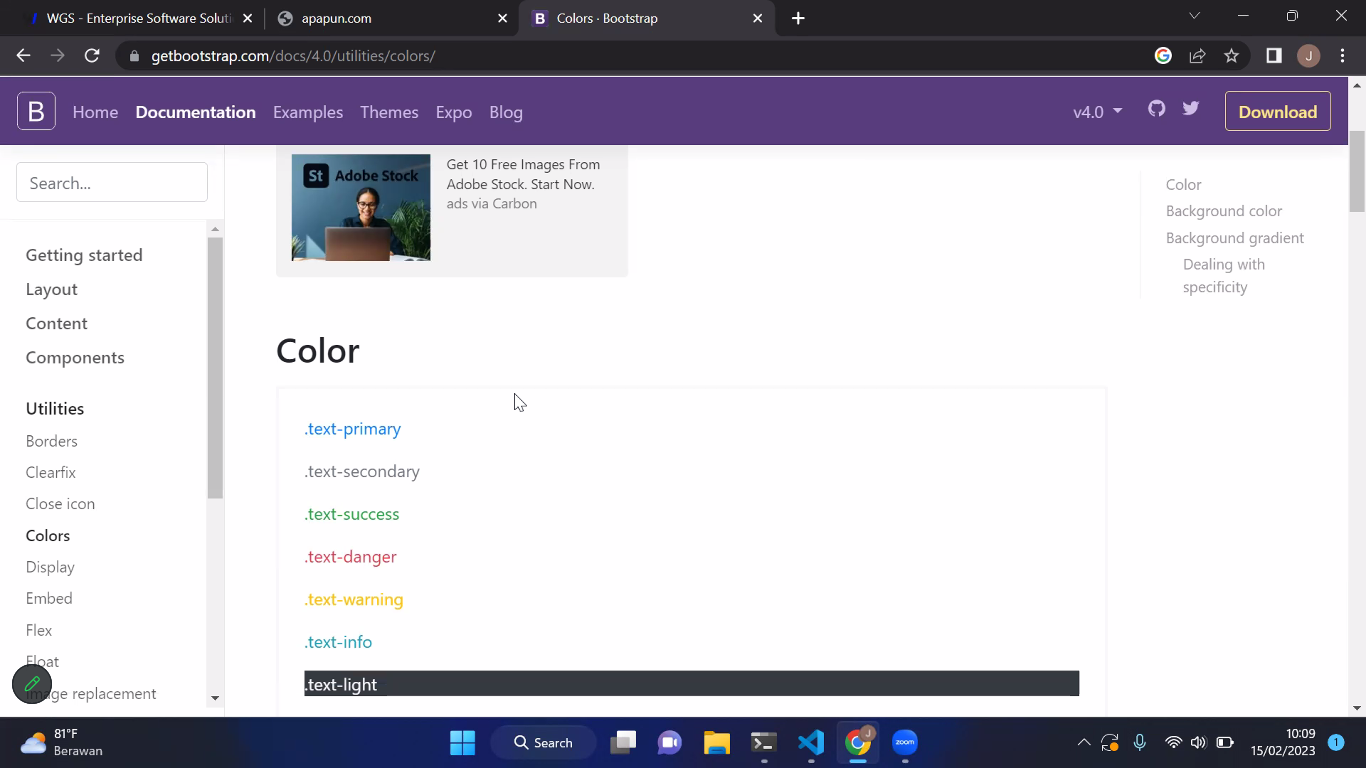 WGS - Enterprise Software Soluti
apapun.com
Colors · Bootstrap
getbootstrap.com/docs/4.0/utilities/colors/
J
B
Home
Documentation
Examples
Themes
Expo
Blog
v4.0
Download
Search...
Getting started
Layout
Content
Components
Utilities
Borders
Clearfix
Close icon
Colors
Display
Embed
Flex
Float
Image replacement
St Adobe Stock
Get 10 Free Images From
Adobe Stock. Start Now.
ads via Carbon
Color
.text-primary
.text-secondary
.text-success
.text-danger
.text-warning
.text-info
.text-light
Color
Background color
Background gradient
Dealing with
specificity
81°F
Berawan
Search
J
zoom
10:09
15/02/2023
1